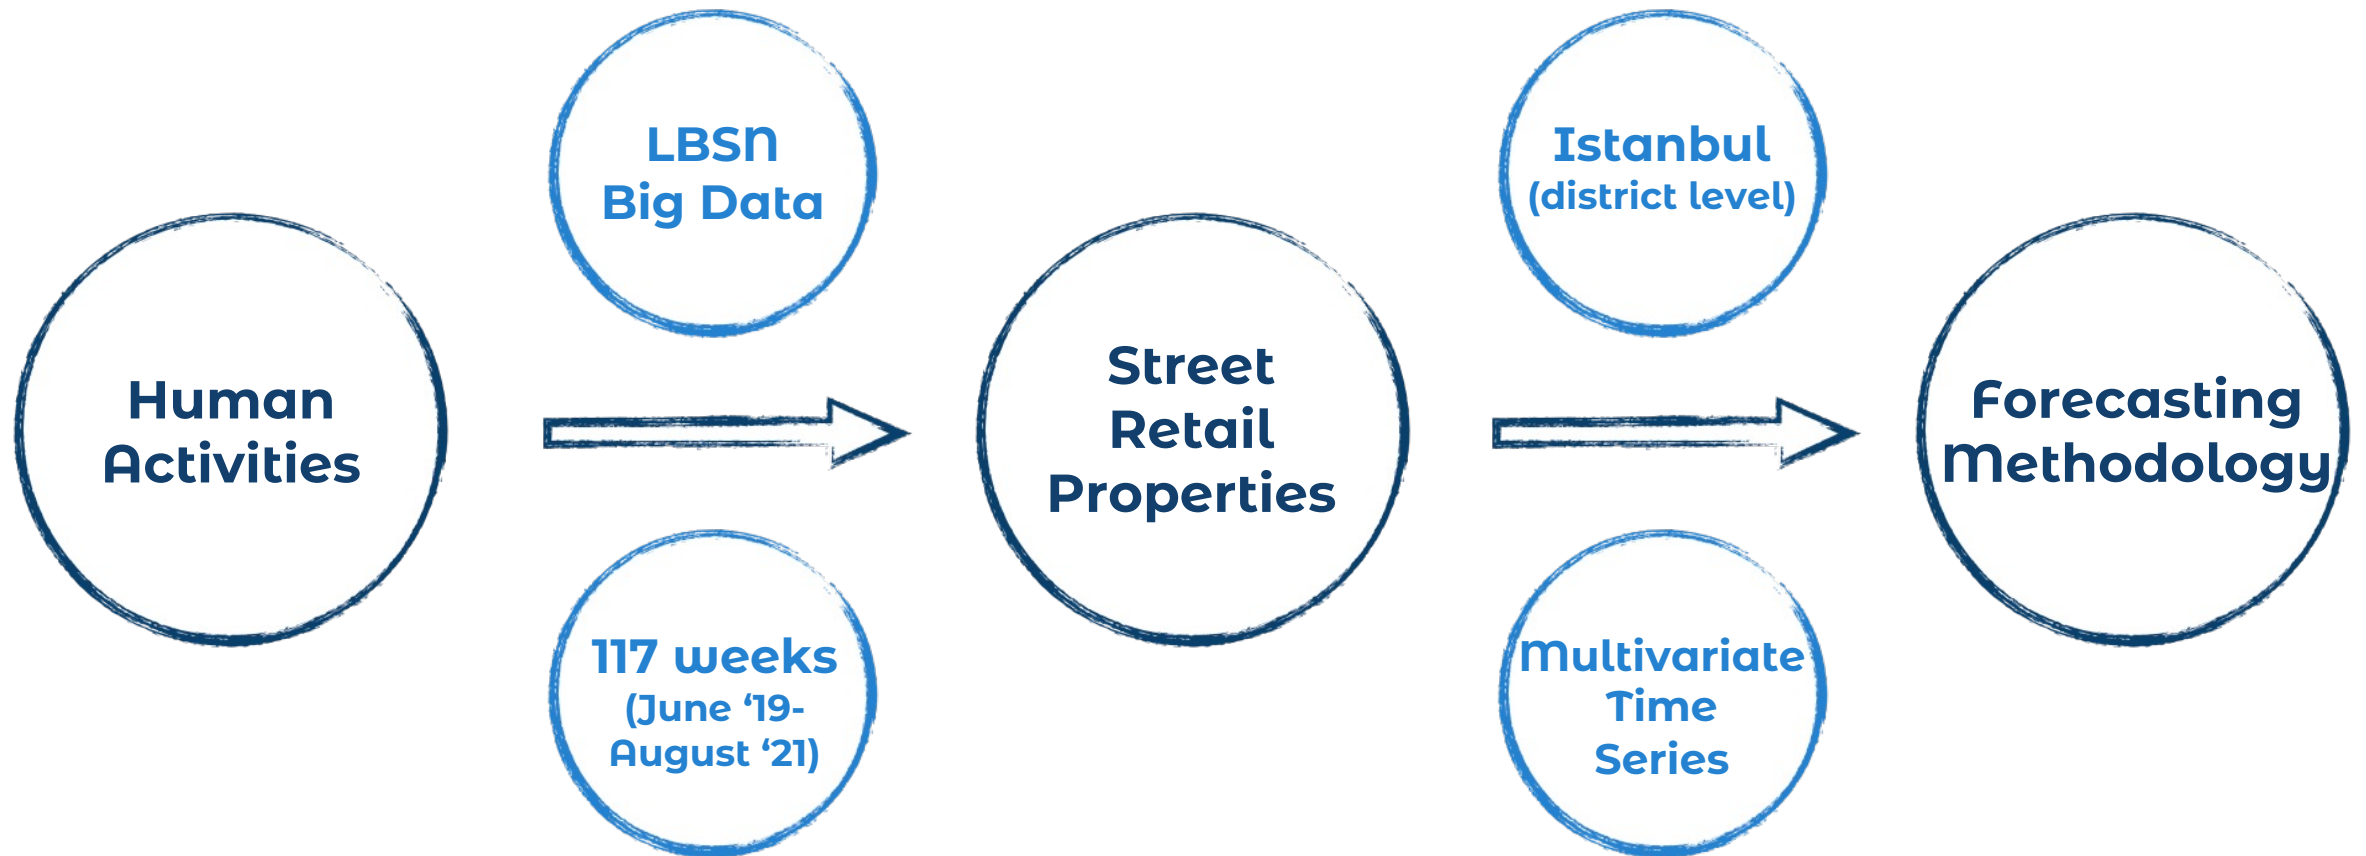 Human
Activities
LBSN
Big Data
117 weeks
(June ‘19-
August ‘21)
Street
Retail
Properties
Istanbul
(district level)
Multivariate
Time
Series
Forecasting
Methodology